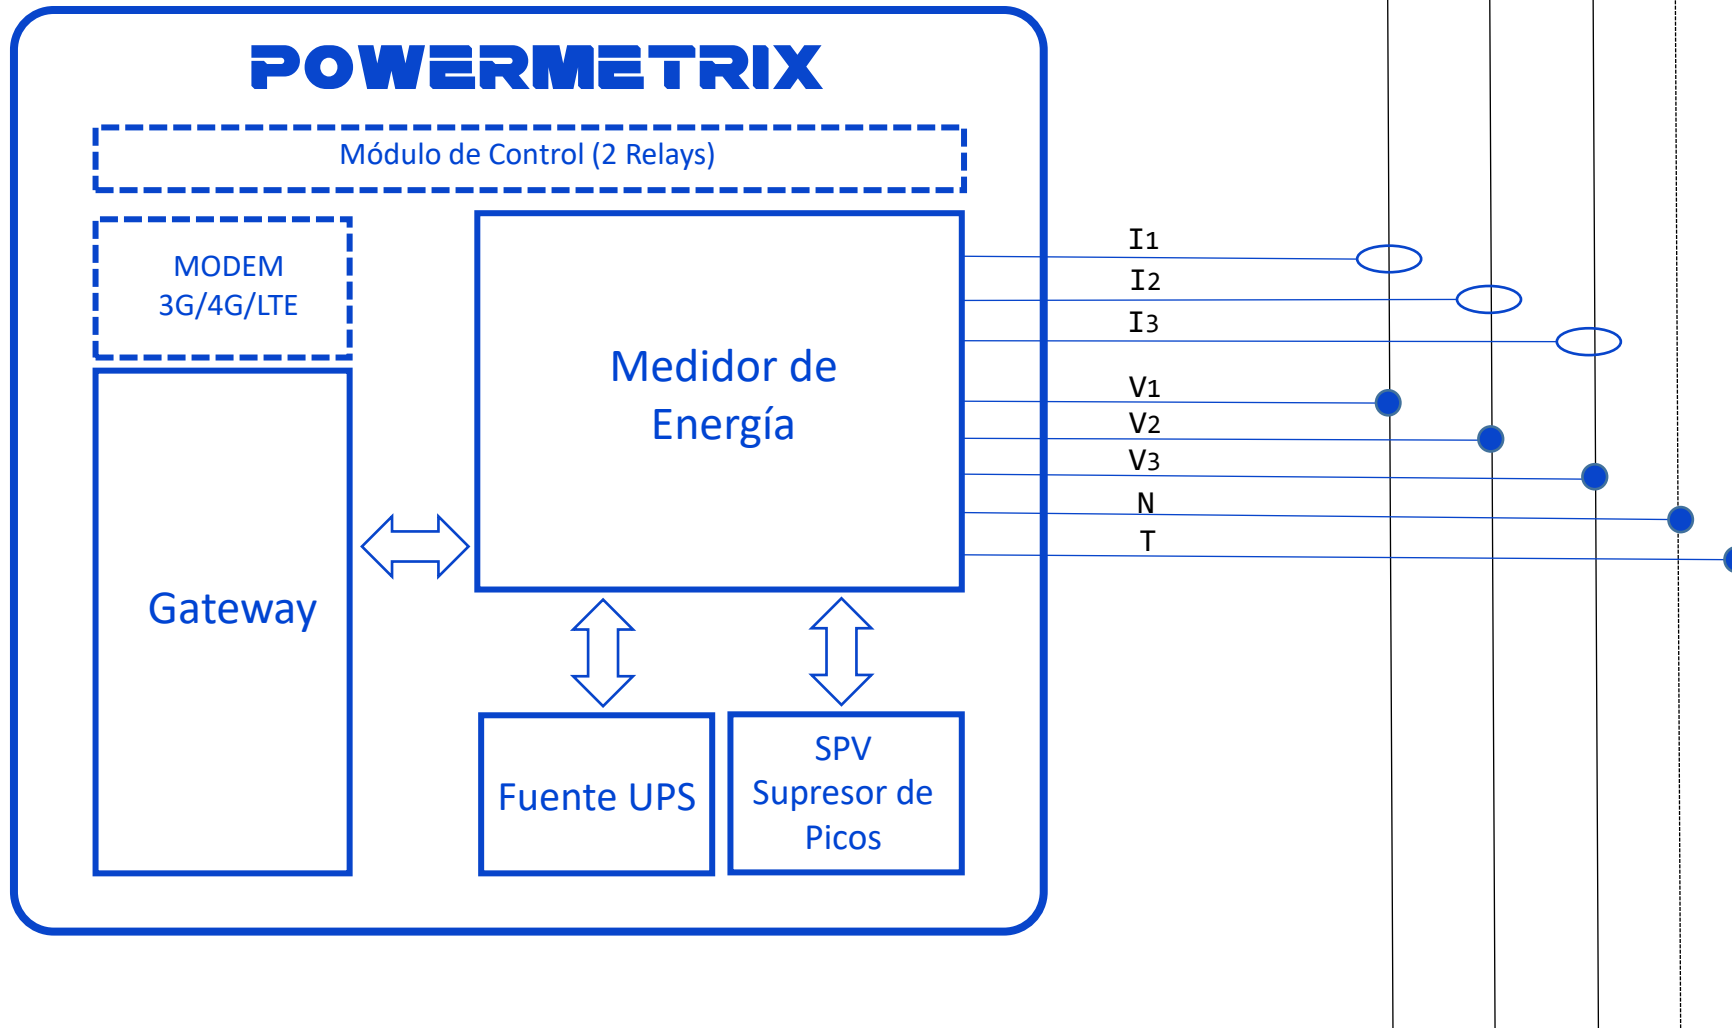 POWERMETRIX
Módulo de Control (2 Relays)
MODEM
3G/4G/LTE
Gateway
Medidor de
Energía
Fuente UPS
SPV
Supresor de
Picos
I1
I2
I3
V1
V2
V3
N
T